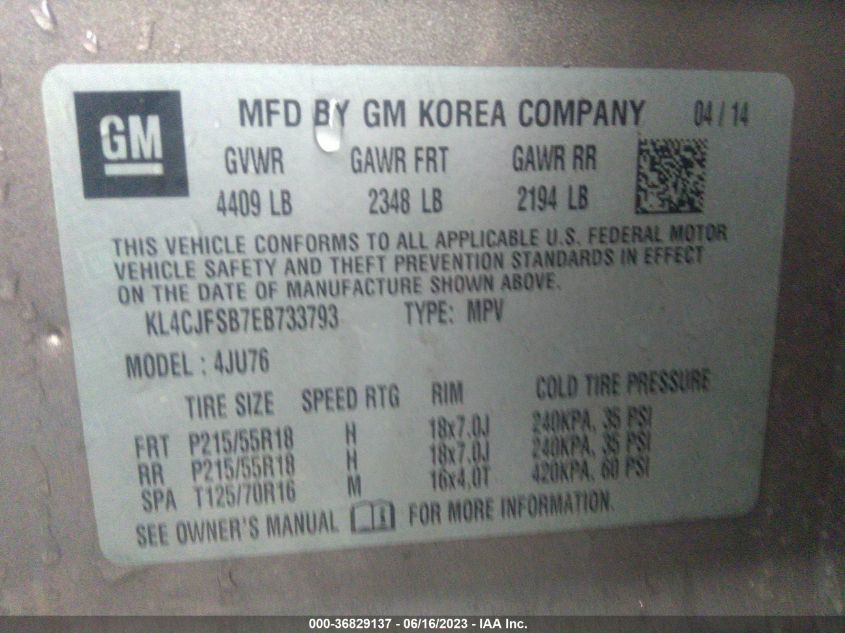 GM
MFD BY GM KOREA COMPANY 04 / 14
GVWR GAWR FRT GAWR RR
4409 LB 2348 LB 2194 LB
THIS VEHICLE CONFORMS TO ALL APPLICABLE U.S. FEDERAL MOTOR
VEHICLE SAFETY AND THEFT PREVENTION STANDARDS IN EFFECT
ON THE DATE OF MANUFACTURE SHOWN ABOVE.
KL4CJFSB7EB733793 TYPE: MPV
MODEL : 4JU76
TIRE SIZE SPEED RTG RIM COLD TIRE PRESSURE
FRT P215/55R18 H 18x7.0J 240KPA, 35 PSI
RR P215/55R18 H 18x7.0J 240KPA, 35 PSI
SPA T125/70R16 M 16x4.0T 420KPA, 60 PSI
SEE OWNER'S MANUAL FOR MORE INFORMATION.
000-36829137 - 06/16/2023 - IAA Inc.